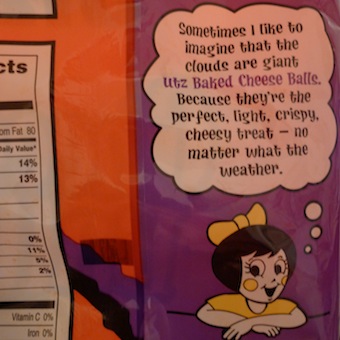 cts
om Fat 80
Daily Value*
14%
13%
0%
11%
5%
2%
Vitamin C 0%
Iron 0%
Sometimes I like to
imagine that the
clouds are giant
Utz Baked Cheese Balls.
Because they're the
perfect, light, crispy,
cheesy treat – no
matter what the
weather.